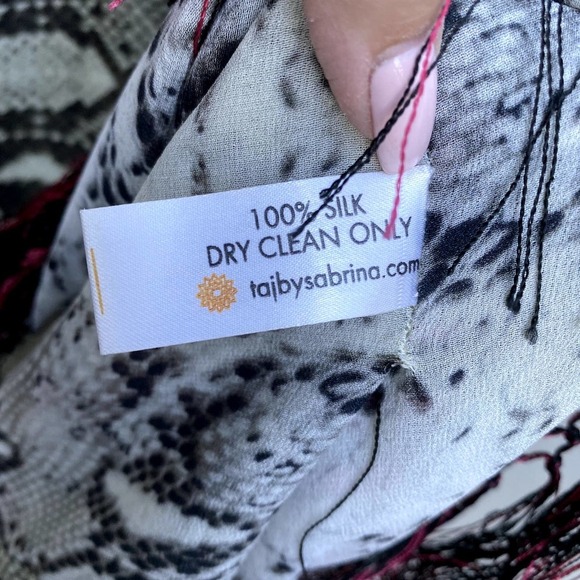 100% SILK
DRY CLEAN ONLY
tajbysabrina.com